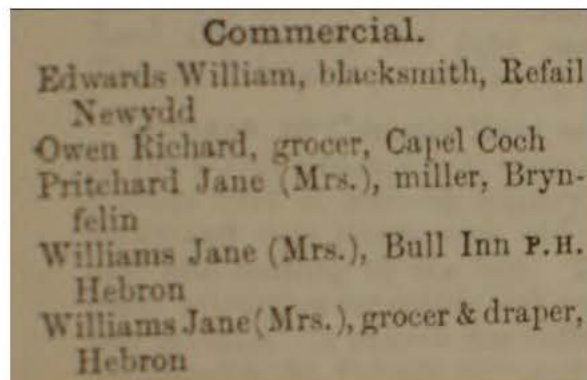 Commercial.
Edwards William, blacksmith, Refail
Newydd
Owen Richard, grocer, Capel Coch
Pritchard Jane (Mrs.), miller, Bryn-
felin
Williams Jane (Mrs.), Bull Inn P.H.
Hebron
Williams Jane (Mrs.), grocer & draper,
Hebron